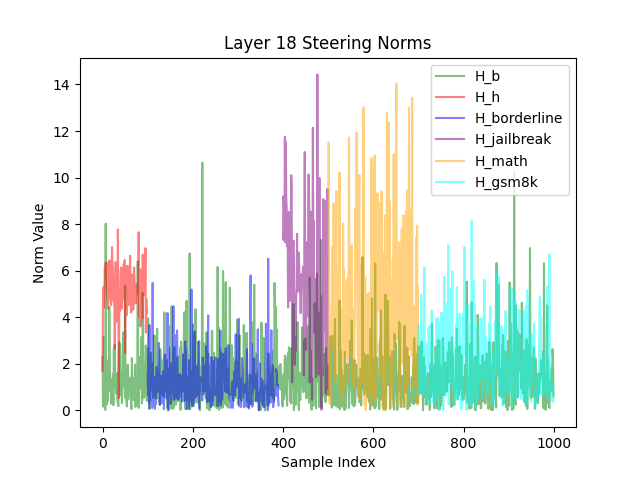 Layer 18 Steering Norms
H_b
H_h
H_borderline
H_jailbreak
H_math
H_gsm8k
14
12
10
8
6
4
2
0
Norm Value
0
200
400
600
800
1000
Sample Index